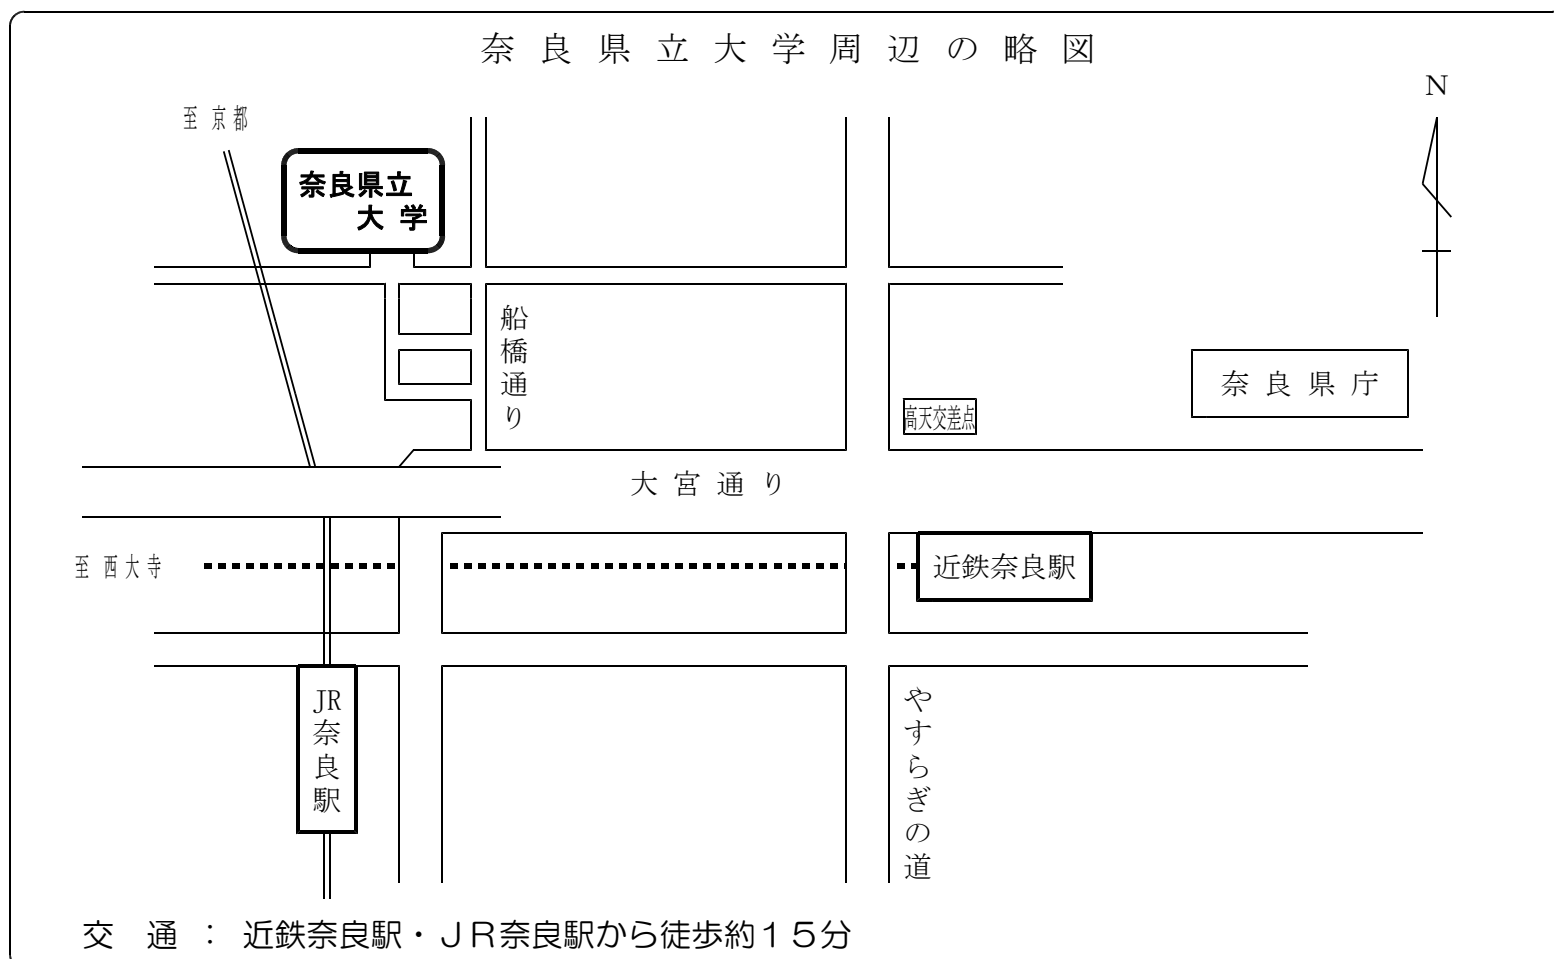 奈良県立大学周辺の略図
N
至 京都
奈良県立
大 学
船橋通り
奈良県庁
高天交差点
大宮通り
至 西大寺
近鉄奈良駅
JR奈良駅
やすらぎの道
交 通 : 近鉄奈良駅・JR奈良駅から徒歩約15分